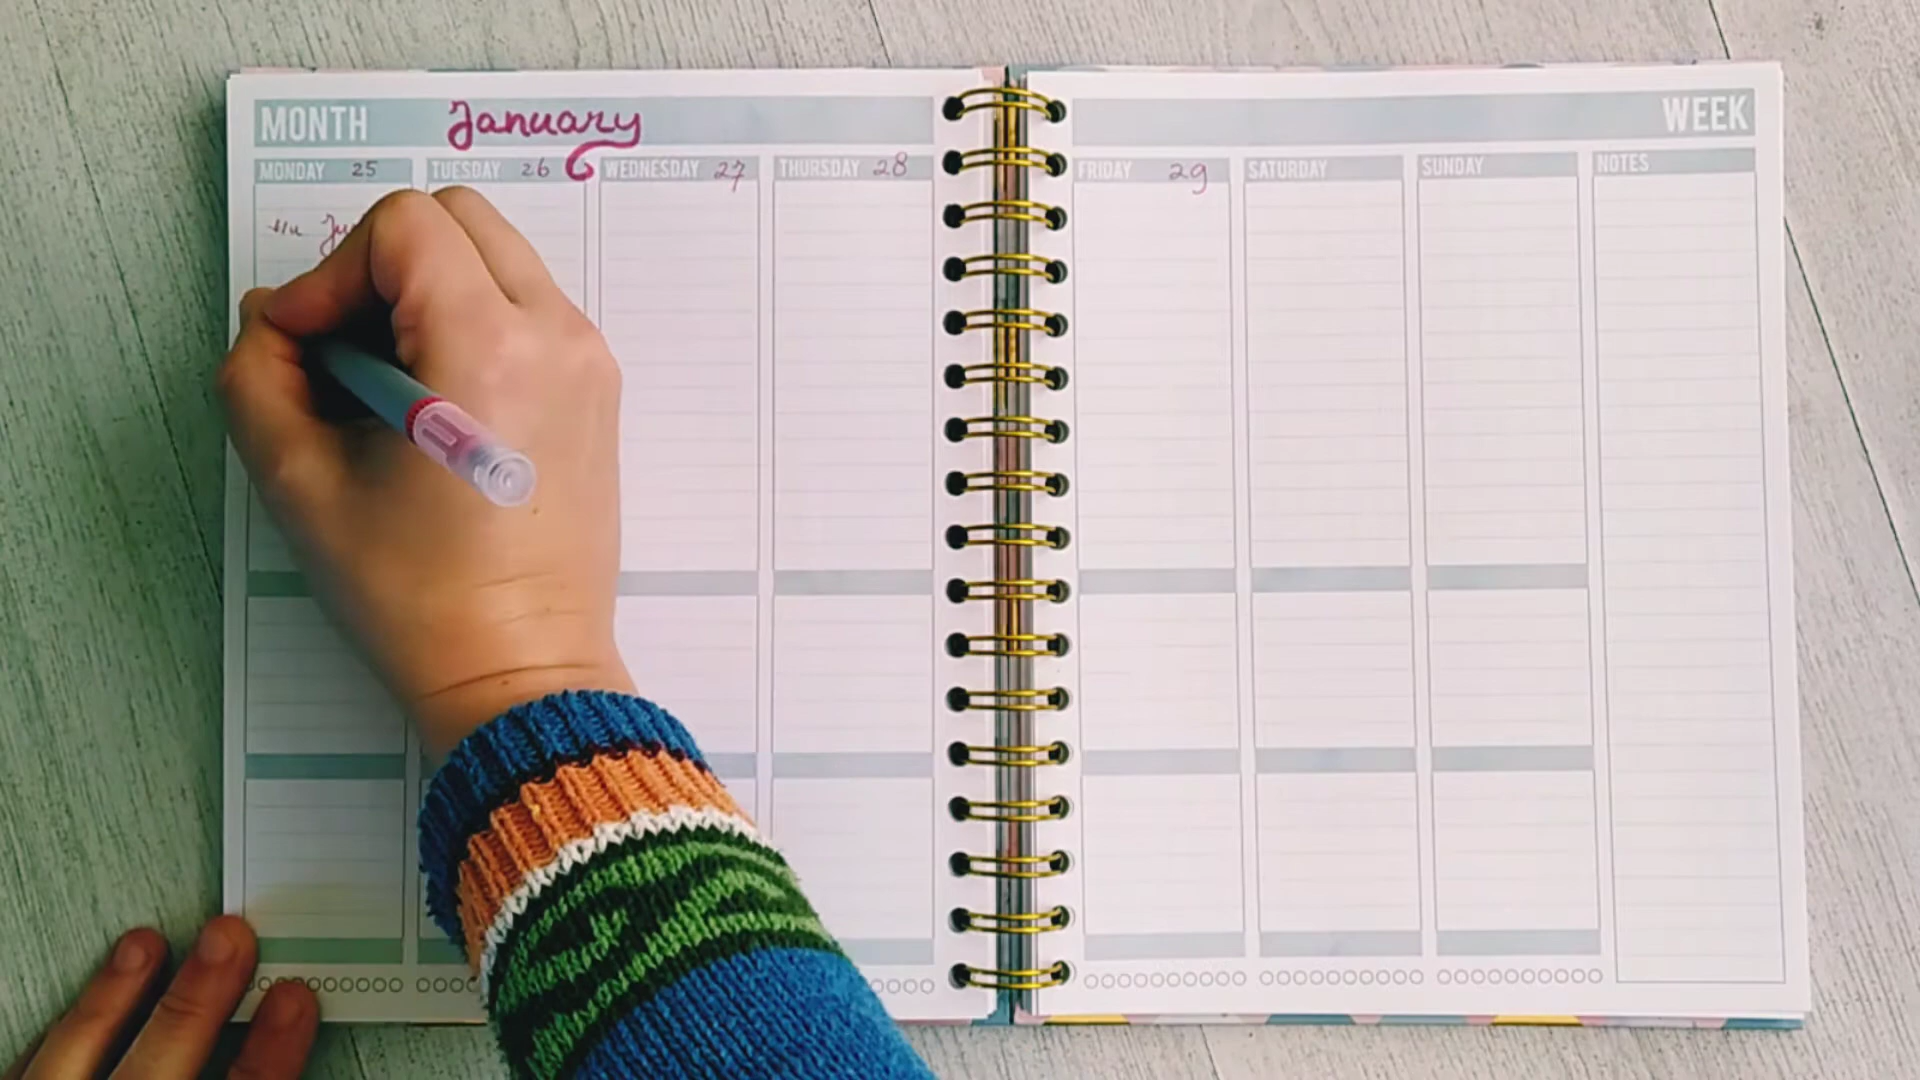 MONTH January
WEEK
MONDAY 25
TUESDAY 26
WEDNESDAY 27
THURSDAY 28
FRIDAY 29
SATURDAY
SUNDAY
NOTES